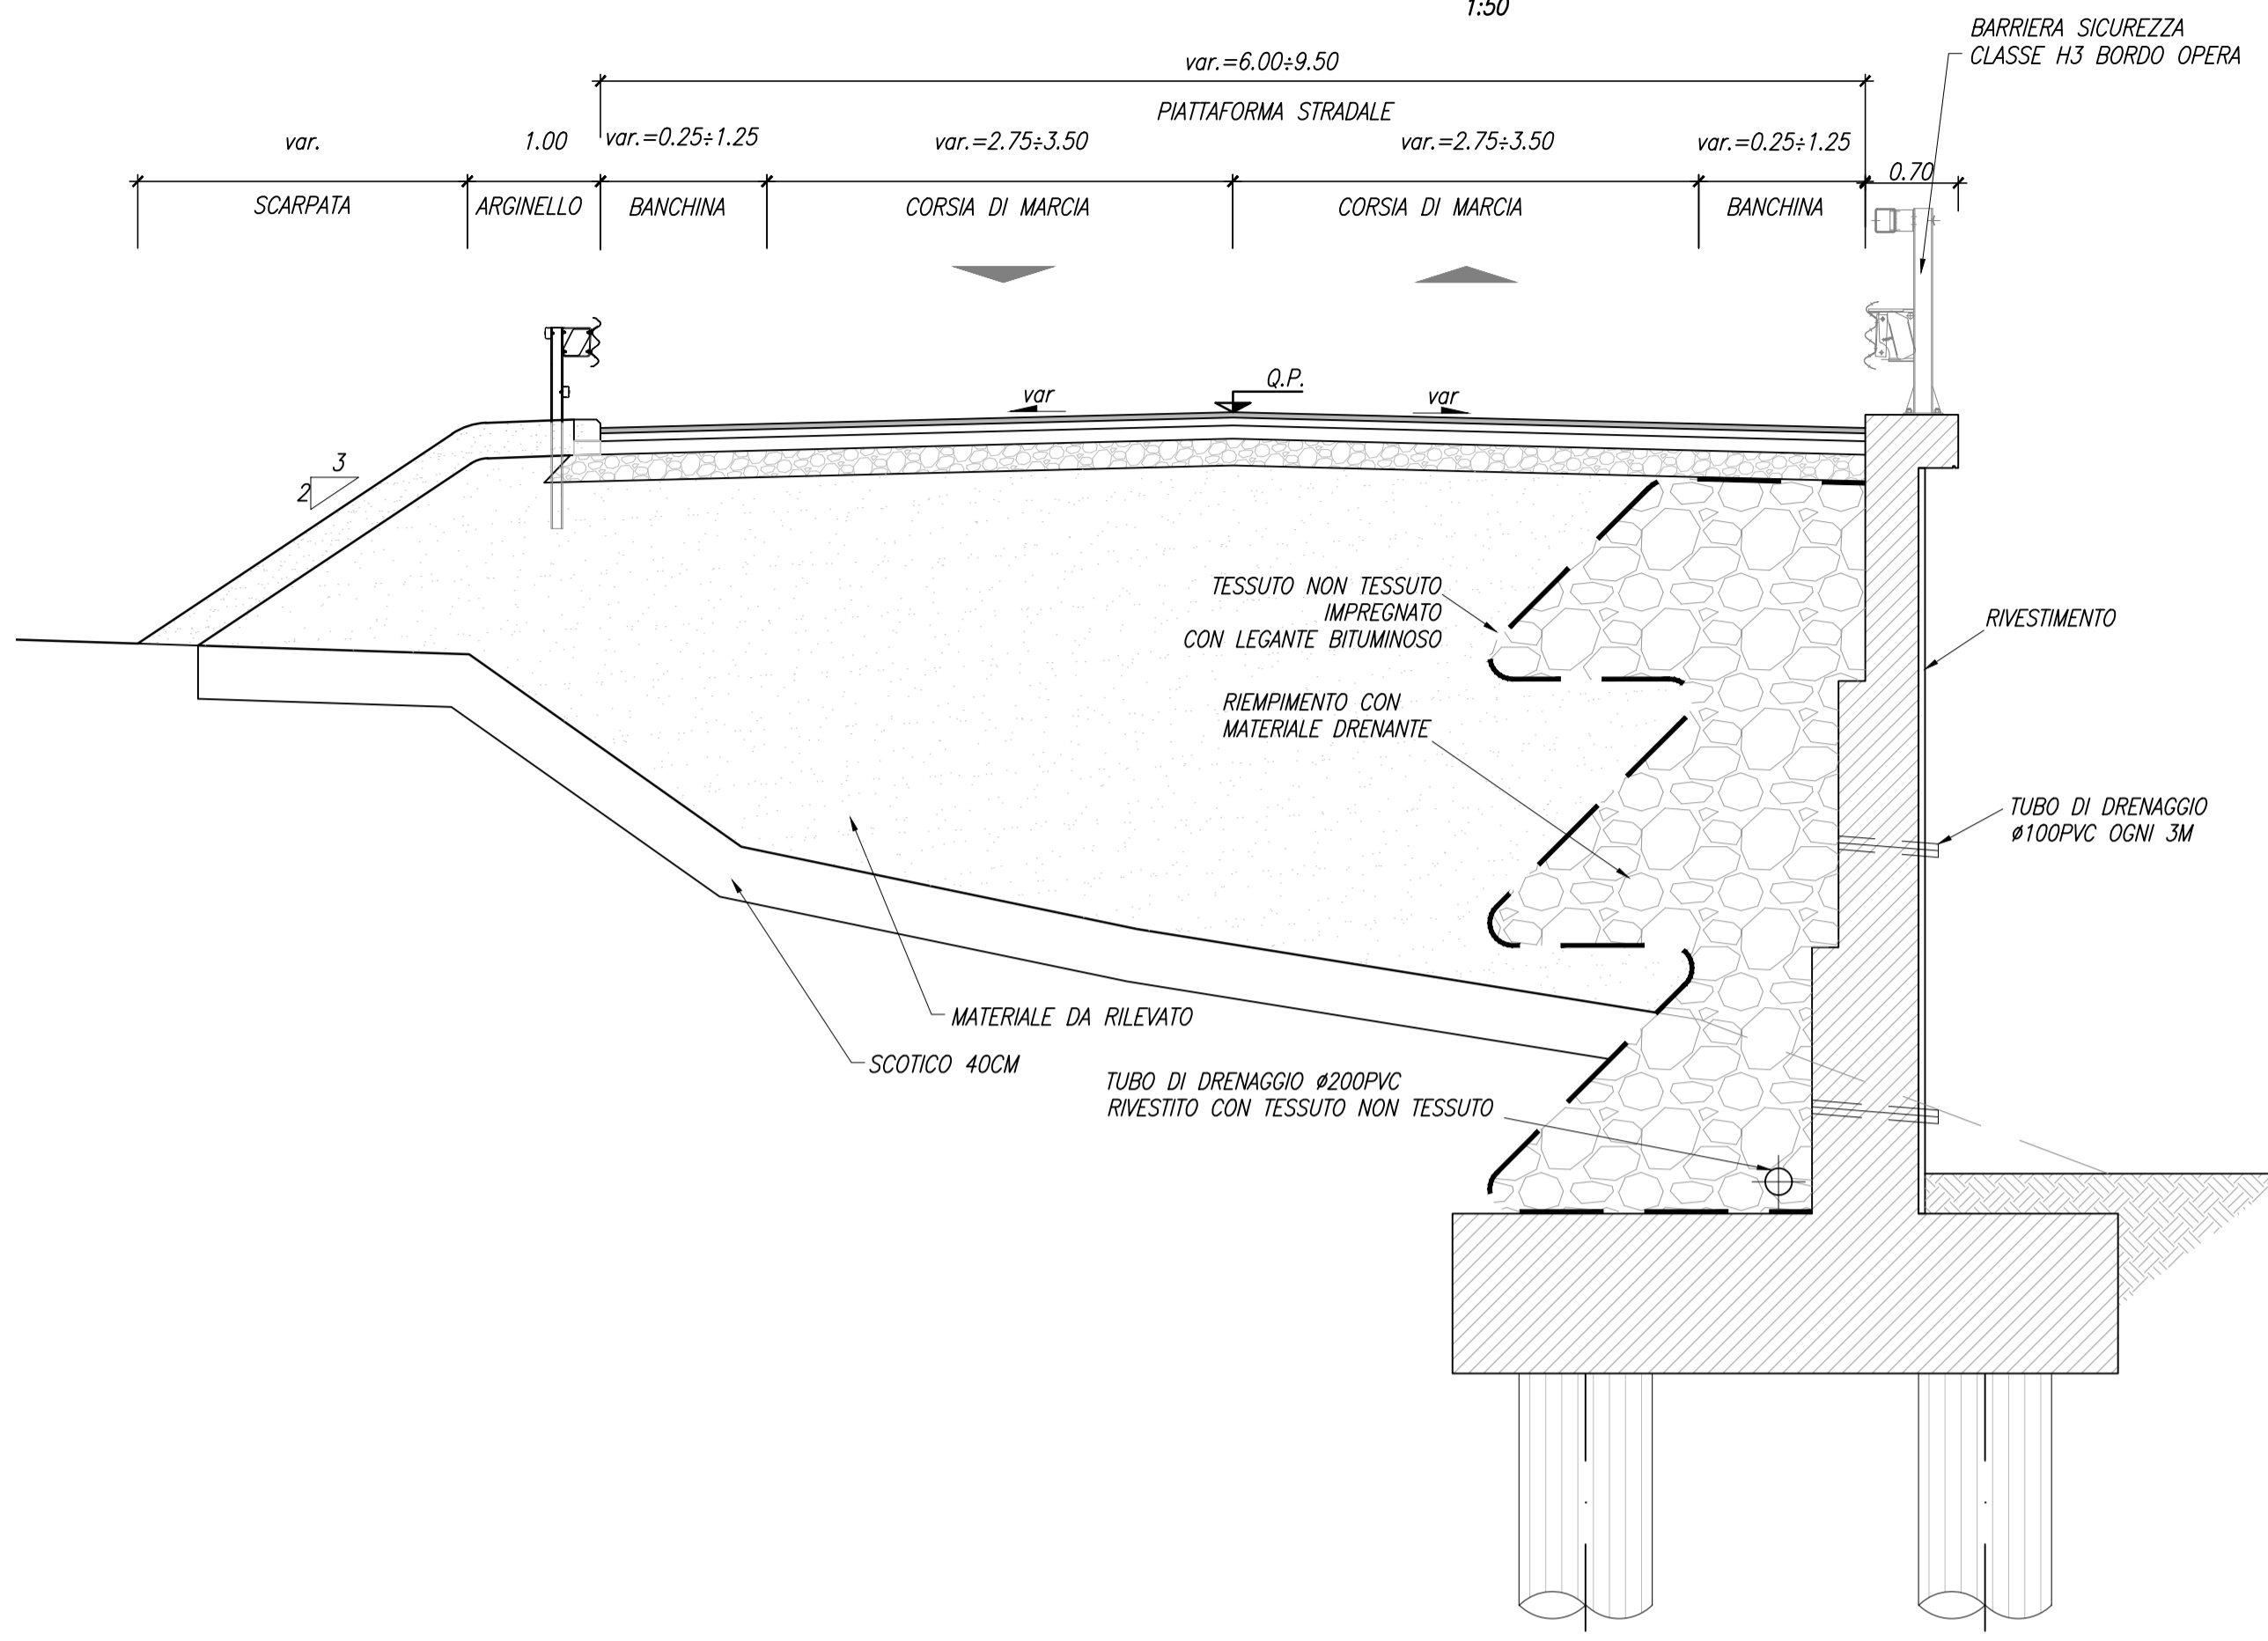 1:50
BARRIERA SICUREZZA
CLASSE H3 BORDO OPERA
var.=6.00÷9.50
PIATTAFORMA STRADALE
var.
1.00
var.=0.25÷1.25
var.=2.75÷3.50
var.=2.75÷3.50
var.=0.25÷1.25
0.70
SCARPATA
ARGINELLO
BANCHINA
CORSIA DI MARCIA
CORSIA DI MARCIA
BANCHINA
var
Q.P.
var
3
2
TESSUTO NON TESSUTO
IMPREGNATO
CON LEGANTE BITUMINOSO
RIVESTIMENTO
RIEMPIMENTO CON
MATERIALE DRENANTE
TUBO DI DRENAGGIO
ø100PVC OGNI 3M
MATERIALE DA RILEVATO
SCOTICO 40CM
TUBO DI DRENAGGIO ø200PVC
RIVESTITO CON TESSUTO NON TESSUTO